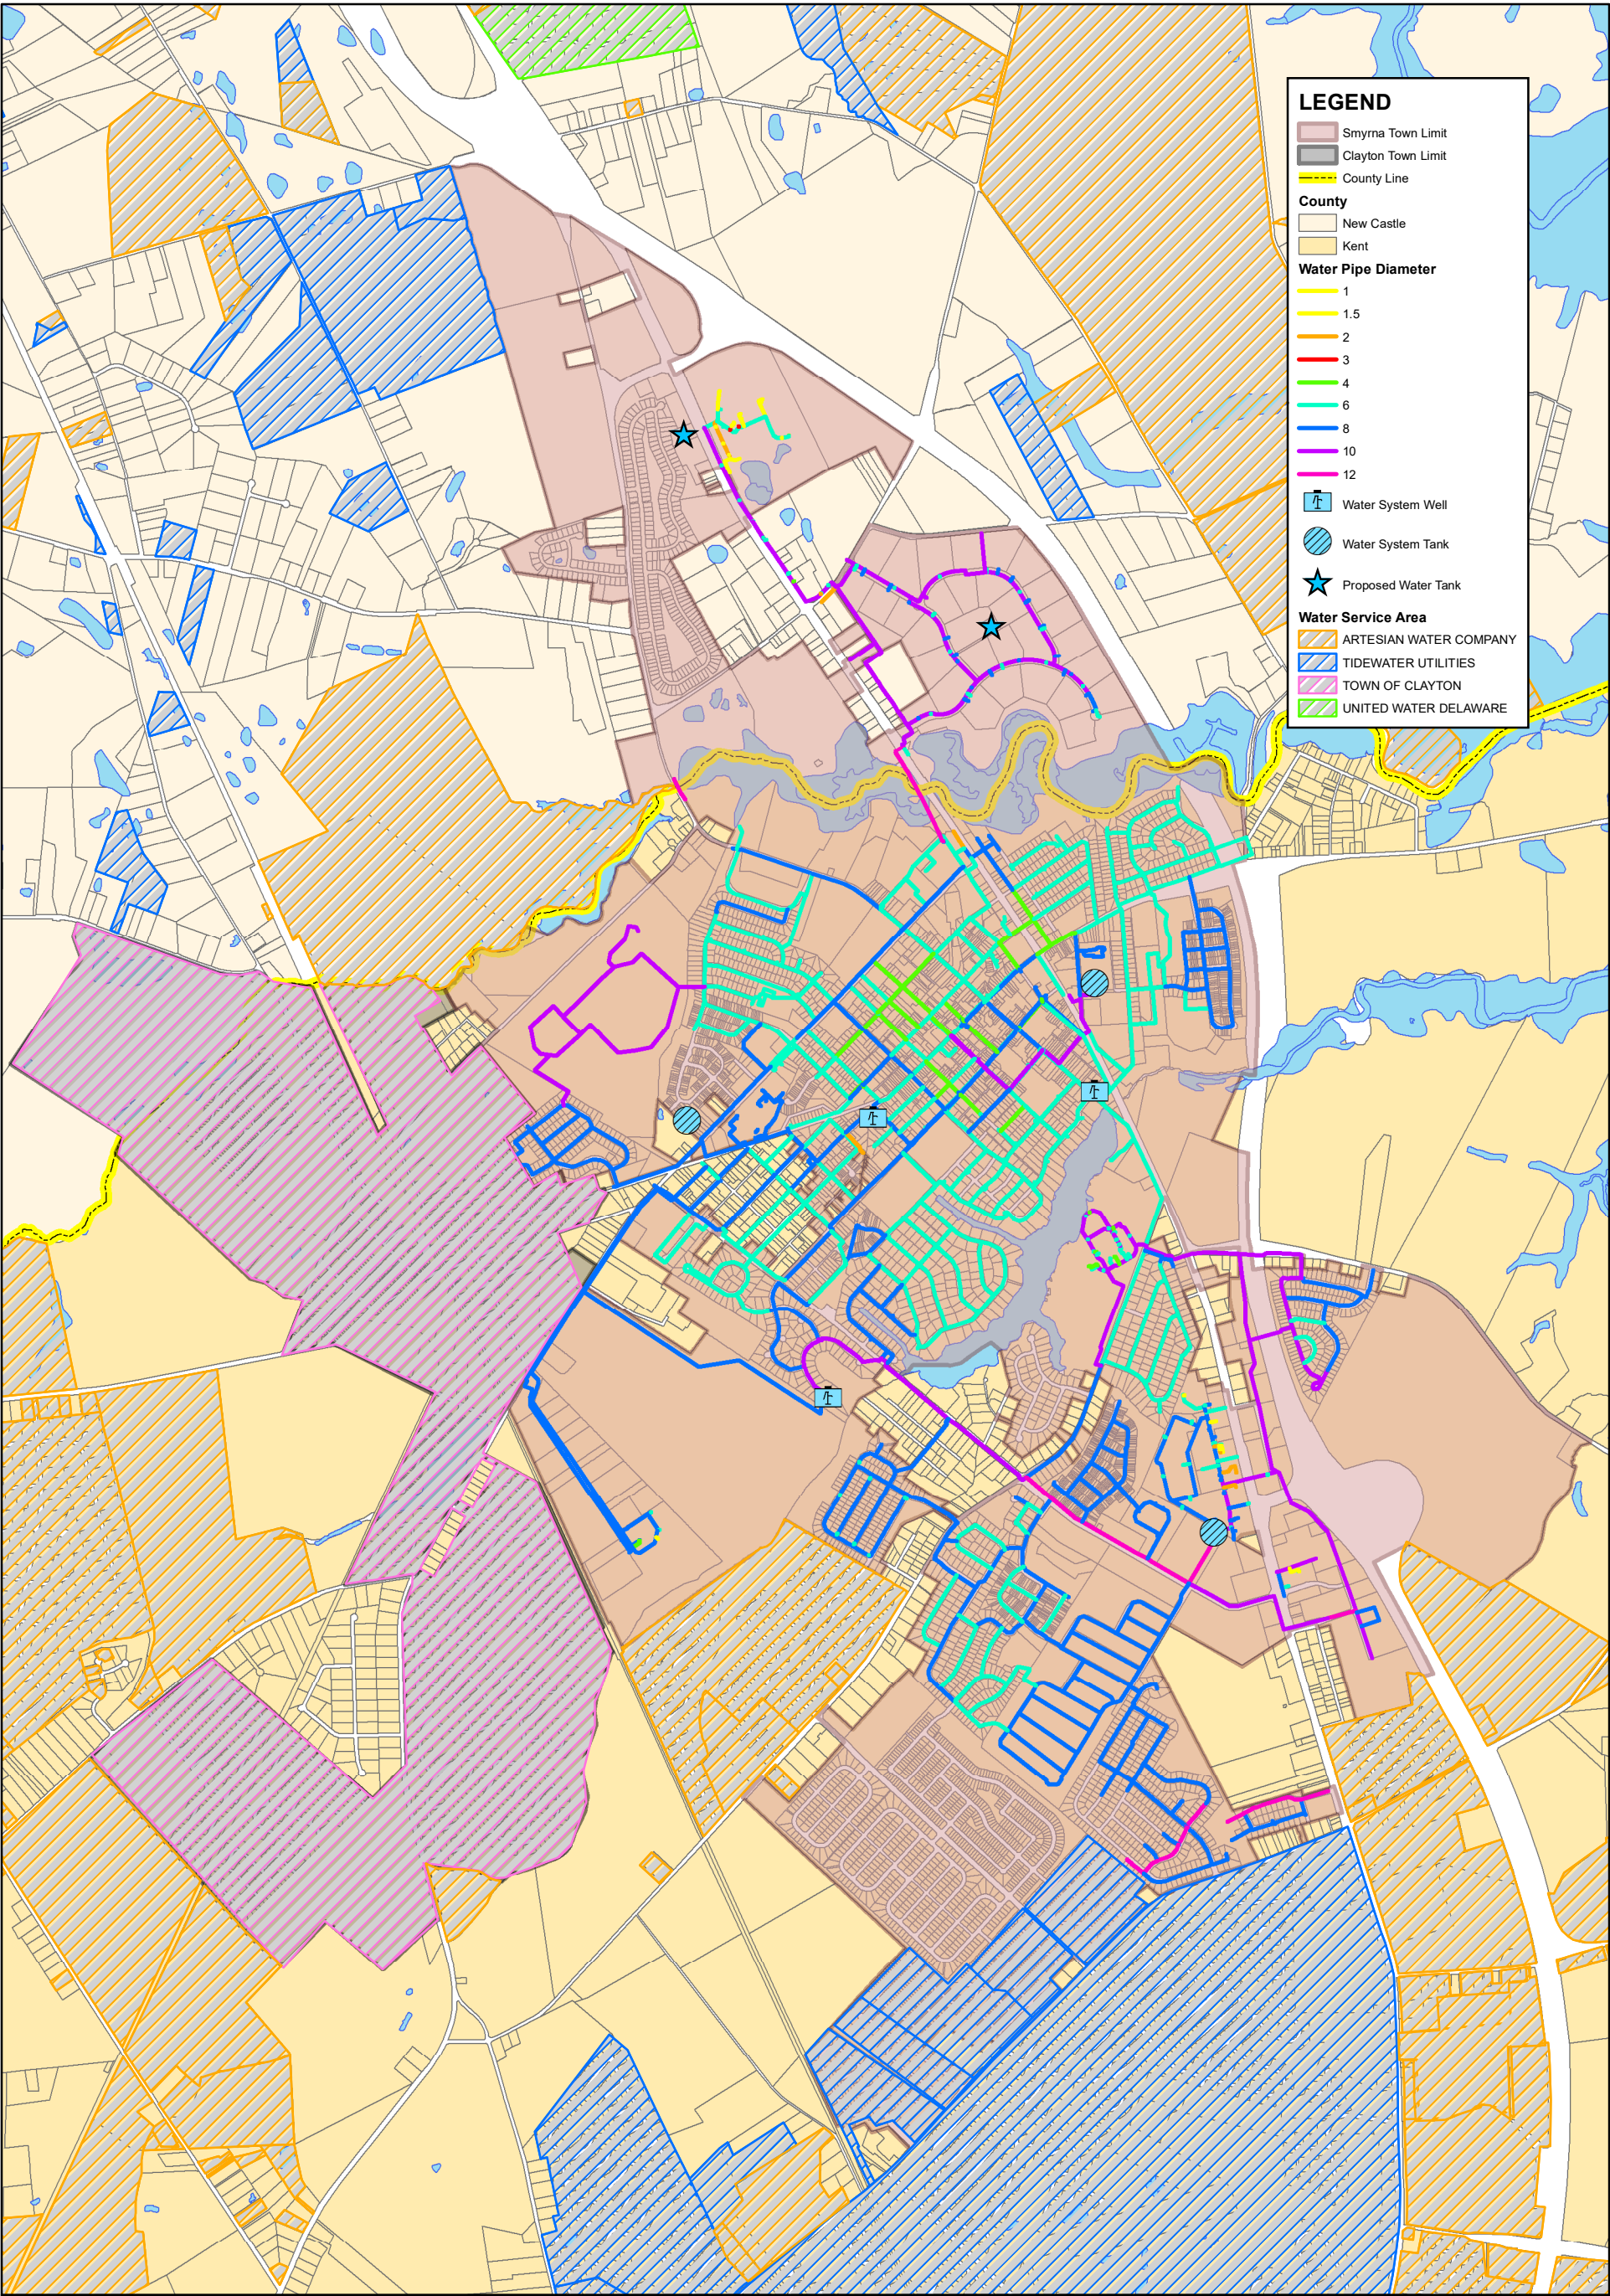 LEGEND
Smyrna Town Limit
Clayton Town Limit
County Line
County
New Castle
Kent
Water Pipe Diameter
1
1.5
2
3
4
6
8
10
12
Water System Well
Water System Tank
Proposed Water Tank
Water Service Area
ARTESIAN WATER COMPANY
TIDEWATER UTILITIES
TOWN OF CLAYTON
UNITED WATER DELAWARE